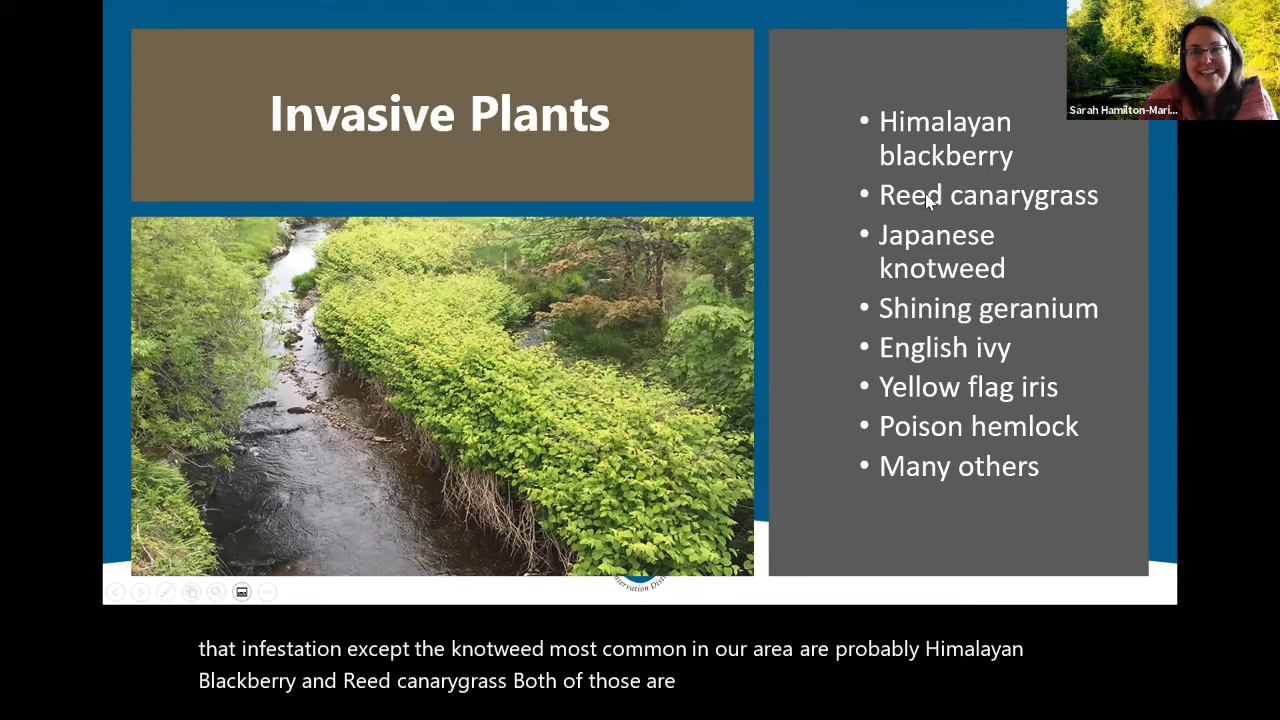 Invasive Plants
• Himalayan
blackberry
• Reed canarygrass
• Japanese
knotweed
• Shining geranium
• English ivy
• Yellow flag iris
• Poison hemlock
• Many others
Sarah Hamilton-Mari...
that infestation except the knotweed most common in our area are probably Himalayan
Blackberry and Reed canarygrass Both of those are